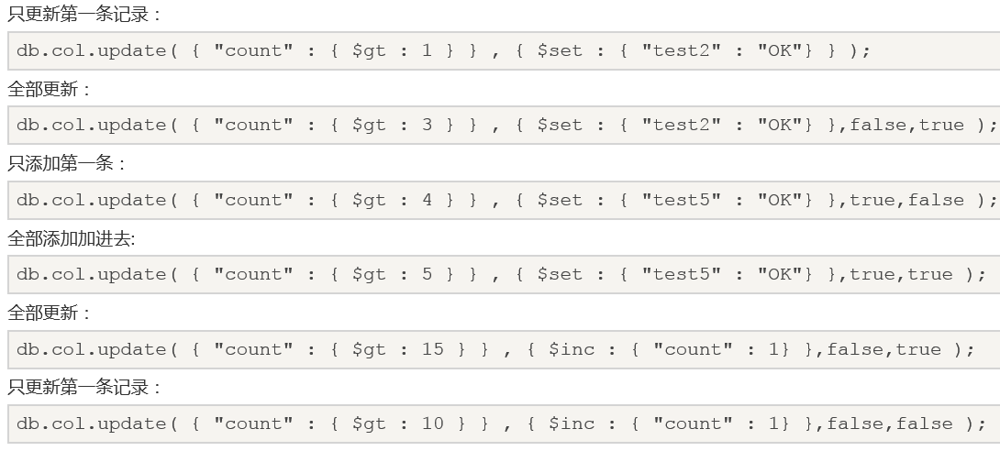 只更新第一条记录：
db.col.update( { "count" : { $gt : 1 } } , { $set : { "test2" : "OK"} } );
全部更新：
db.col.update( { "count" : { $gt : 3 } } , { $set : { "test2" : "OK"} },false,true );
只添加第一条：
db.col.update( { "count" : { $gt : 4 } } , { $set : { "test5" : "OK"} },true,false );
全部添加加进去:
db.col.update( { "count" : { $gt : 5 } } , { $set : { "test5" : "OK"} },true,true );
全部更新：
db.col.update( { "count" : { $gt : 15 } } , { $inc : { "count" : 1} },false,true );
只更新第一条记录：
db.col.update( { "count" : { $gt : 10 } } , { $inc : { "count" : 1} },false,false );